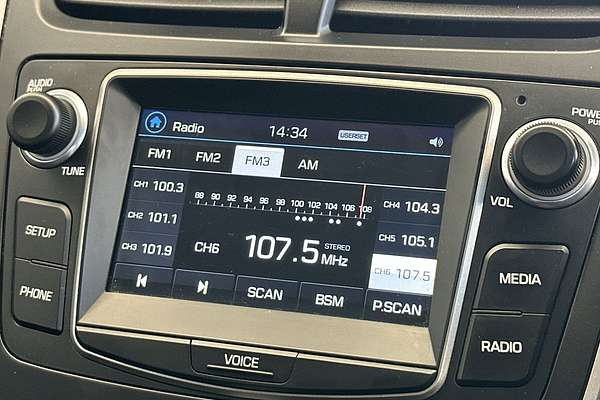 AUDIO
TUNE
SETUP
PHONE
Radio
14:34
USERSET
FM1
FM2
FM3
AM
CH1 100.3
CH2 101.1
CH3 101.9
88 90 92 94 96 98 100 102 104 106 108
CH6 107.5 STEREO
MHz
CH4 104.3
CH5 105.1
CH6 107.5
SCAN
BSM
P.SCAN
VOICE
POWER
PUS
VOL
MEDIA
RADIO